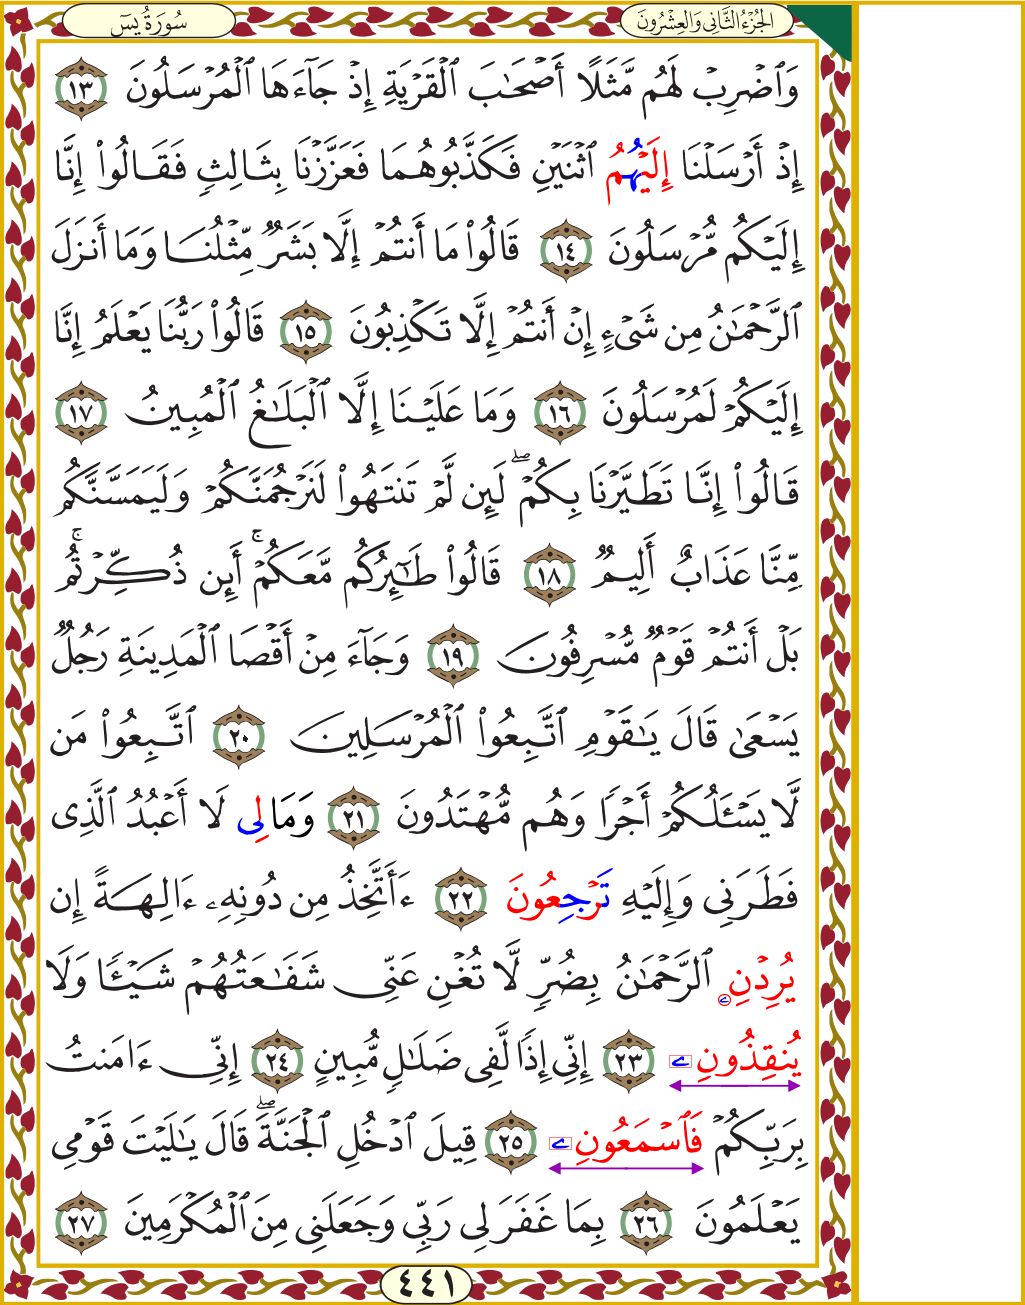 الجُزْءُ الثَّانِي وَالعِشْرُونَ
سُورَةُ يسٓ
وَٱضْرِبْ لَهُم مَّثَلًا أَصْحَٰبَ ٱلْقَرْيَةِ إِذْ جَآءَهَا ٱلْمُرْسَلُونَ ١٣
إِذْ أَرْسَلْنَا إِلَيْهُمُ ٱثْنَيْنِ فَكَذَّبُوهُمَا فَعَزَّزْنَا بِثَالِثٍ فَقَالُوا۟ إِنَّا
إِلَيْكُم مُّرْسَلُونَ ١٤ قَالُوا۟ مَا أَنتُمْ إِلَّا بَشَرٌ مِّثْلُنَا وَمَا أَنزَلَ
ٱلرَّحْمَٰنُ مِن شَىْءٍ إِنْ أَنتُمْ إِلَّا تَكْذِبُونَ ١٥ قَالُوا۟ رَبُّنَا يَعْلَمُ إِنَّا
إِلَيْكُمْ لَمُرْسَلُونَ ١٦ وَمَا عَلَيْنَا إِلَّا ٱلْبَلَٰغُ ٱلْمُبِينُ ١٧
قَالُوا۟ إِنَّا تَطَيَّرْنَا بِكُمْ ۖ لَئِن لَّمْ تَنتَهُوا۟ لَنَرْجُمَنَّكُمْ وَلَيَمَسَّنَّكُم
مِّنَّا عَذَابٌ أَلِيمٌ ١٨ قَالُوا۟ طَٰٓئِرُكُم مَّعَكُمْ ۚ أَئِن ذُكِّرْتُم ۚ
بَلْ أَنتُمْ قَوْمٌ مُّسْرِفُونَ ١٩ وَجَآءَ مِنْ أَقْصَا ٱلْمَدِينَةِ رَجُلٌ
يَسْعَىٰ قَالَ يَٰقَوْمِ ٱتَّبِعُوا۟ ٱلْمُرْسَلِينَ ٢٠ ٱتَّبِعُوا۟ مَن
لَّا يَسْـَٔلُكُمْ أَجْرًا وَهُم مُّهْتَدُونَ ٢١ وَمَا لِى لَا أَعْبُدُ ٱلَّذِى
فَطَرَنِى وَإِلَيْهِ تَرْجِعُونَ ٢٢ ءَأَتَّخِذُ مِن دُونِهِۦ ءَالِهَةً إِن
يُرِدْنِۦ ٱلرَّحْمَٰنُ بِضُرٍّ لَّا تُغْنِ عَنِّى شَفَٰعَتُهُمْ شَيْـًٔا وَلَا
يُنقِذُونِۦ ٢٣ إِنِّى إِذًا لَّفِى ضَلَٰلٍ مُّبِينٍ ٢٤ إِنِّى ءَامَنتُ
بِرَبِّكُمْ فَٱسْمَعُونِۦ ٢٥ قِيلَ ٱدْخُلِ ٱلْجَنَّةَ ۖ قَالَ يَٰلَيْتَ قَوْمِى
يَعْلَمُونَ ٢٦ بِمَا غَفَرَ لِى رَبِّى وَجَعَلَنِى مِنَ ٱلْمُكْرَمِينَ ٢٧
٤٤١